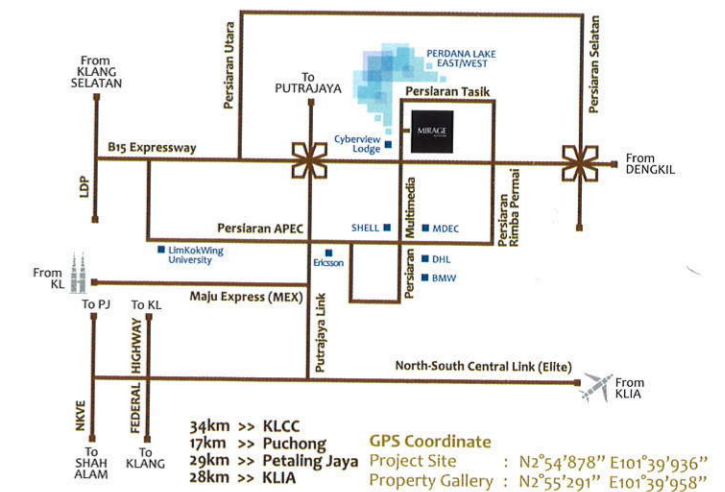 From
KLANG
SELATAN
Persiaran Utara
To
PUTRAJAYA
PERDANA LAKE
EAST/WEST
Persiaran Selatan
Persiaran Tasik
MIRAGE
Cyberview
Lodge
B15 Expressway
From
DENGKIL
LDP
Persiaran Multimedia
Persiaran
Rimba Permai
Persiaran APEC
SHELL
MDEC
LimKokWing
University
Ericsson
DHL
BMW
From
KL
Maju Express (MEX)
Putrajaya Link
To PJ
To KL
NKVE
FEDERAL HIGHWAY
North-South Central Link (Elite)
From
KLIA
To
SHAH
ALAM
To
KLANG
34km >> KLCC
17km >> Puchong
29km >> Petaling Jaya
28km >> KLIA
GPS Coordinate
Project Site : N2°54'878" E101°39'936"
Property Gallery : N2°55'291" E101°39'958"